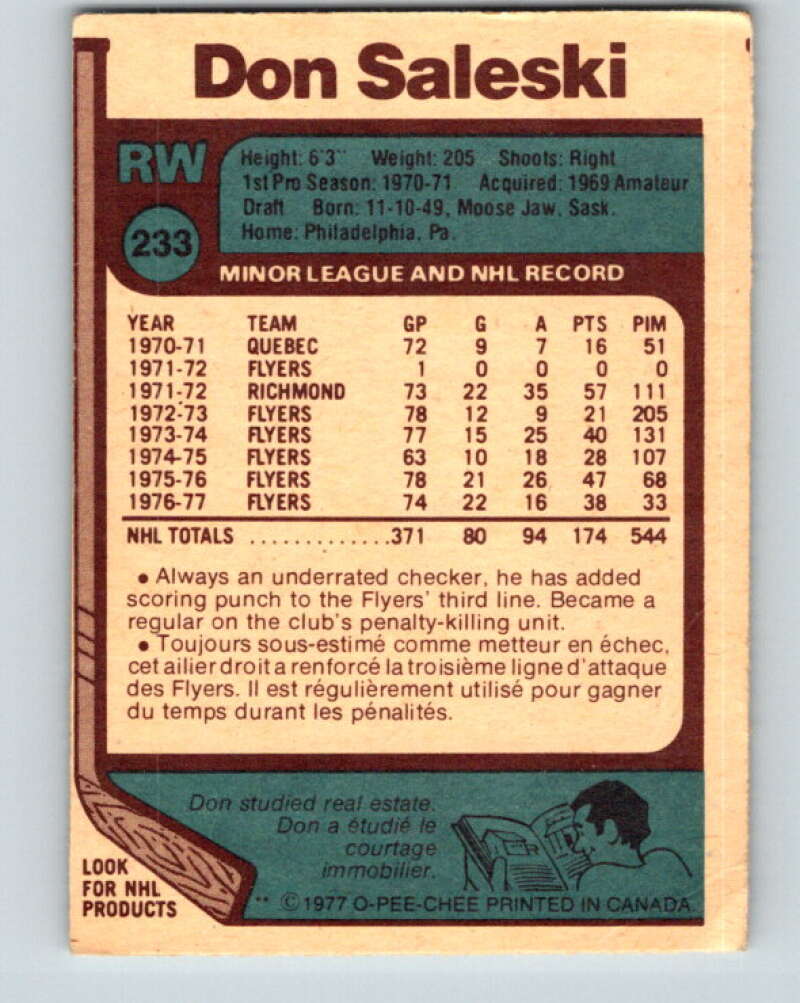 Don Saleski
RW
Height: 6'3" Weight: 205 Shoots: Right
1st Pro Season: 1970-71 Acquired: 1969 Amateur
Draft Born: 11-10-49, Moose Jaw, Sask.
Home: Philadelphia, Pa.
233
MINOR LEAGUE AND NHL RECORD
YEAR TEAM GP G A PTS PIM
1970-71 QUEBEC 72 9 7 16 51
1971-72 FLYERS 1 0 0 0 0
1971-72 RICHMOND 73 22 35 57 111
1972-73 FLYERS 78 12 9 21 205
1973-74 FLYERS 77 15 25 40 131
1974-75 FLYERS 63 10 18 28 107
1975-76 FLYERS 78 21 26 47 68
1976-77 FLYERS 74 22 16 38 33
NHL TOTALS .............371 80 94 174 544
• Always an underrated checker, he has added
scoring punch to the Flyers' third line. Became a
regular on the club's penalty-killing unit.
• Toujours sous-estimé comme metteur en échec,
cet ailier droit a renforcé la troisième ligne d'attaque
des Flyers. Il est régulièrement utilisé pour gagner
du temps durant les pénalités.
Don studied real estate.
Don a étudié le
courtage
immobilier.
LOOK
FOR NHL
PRODUCTS
** © 1977 O-PEE-CHEE PRINTED IN CANADA